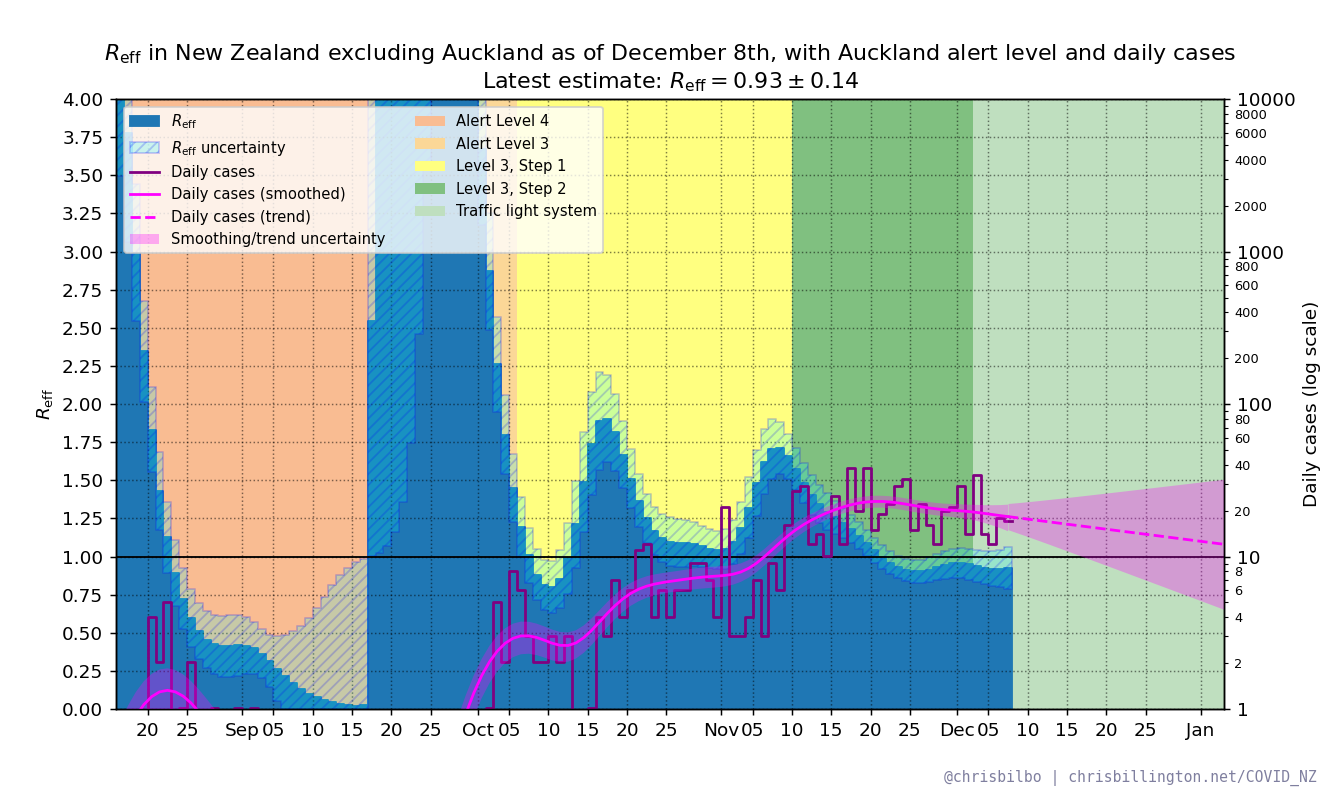 Reff in New Zealand excluding Auckland as of December 8th, with Auckland alert level and daily cases
Latest estimate: Reff = 0.93 ± 0.14
Reff
Reff uncertainty
Daily cases
Daily cases (smoothed)
Daily cases (trend)
Smoothing/trend uncertainty
Alert Level 4
Alert Level 3
Level 3, Step 1
Level 3, Step 2
Traffic light system
Reff
4.00
3.75
3.50
3.25
3.00
2.75
2.50
2.25
2.00
1.75
1.50
1.25
1.00
0.75
0.50
0.25
0.00
10000
8000
6000
4000
2000
1000
800
600
400
200
100
80
60
40
20
10
8
6
4
2
1
Daily cases (log scale)
20 25 Sep 05 10 15 20 25 Oct 05 10 15 20 25 Nov 05 10 15 20 25 Dec 05 10 15 20 25 Jan
@chrisbilbo | chrisbillington.net/COVID_NZ